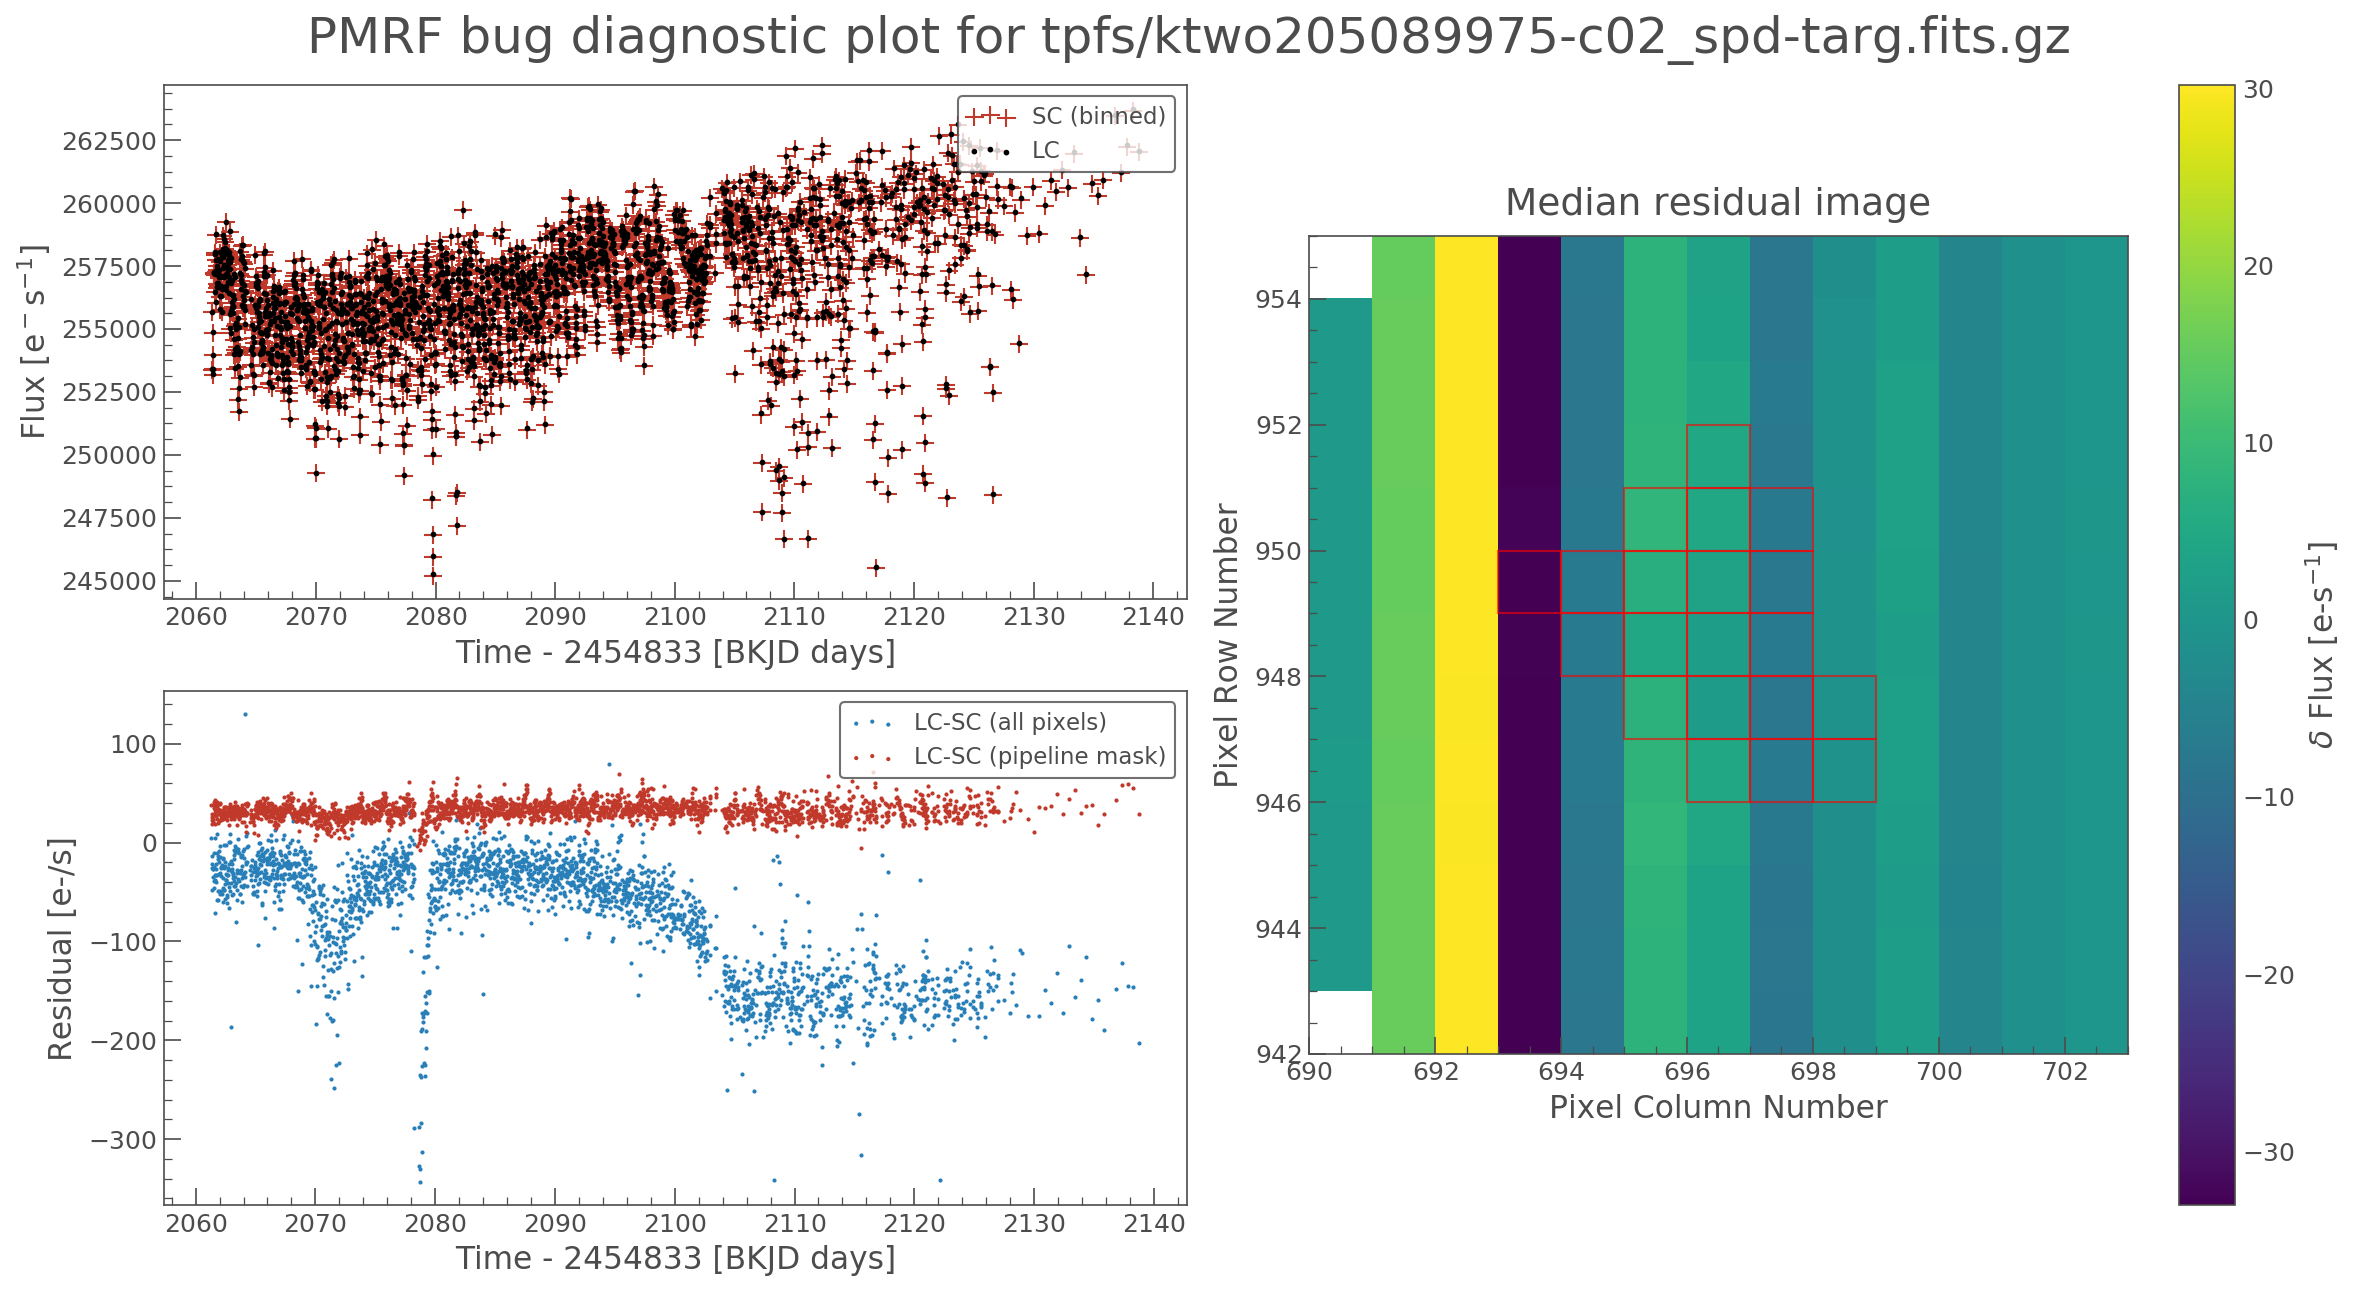 PMRF bug diagnostic plot for tpfs/ktwo205089975-c02_spd-targ.fits.gz
Flux [e⁻ s⁻¹]
262500
260000
257500
255000
252500
250000
247500
245000
SC (binned)
LC
2060 2070 2080 2090 2100 2110 2120 2130 2140
Time - 2454833 [BKJD days]
Residual [e-/s]
100
0
−100
−200
−300
LC-SC (all pixels)
LC-SC (pipeline mask)
2060 2070 2080 2090 2100 2110 2120 2130 2140
Time - 2454833 [BKJD days]
Median residual image
Pixel Row Number
954
952
950
948
946
944
942
690 692 694 696 698 700 702
Pixel Column Number
30
20
10
0
−10
−20
−30
δ Flux [e-s⁻¹]